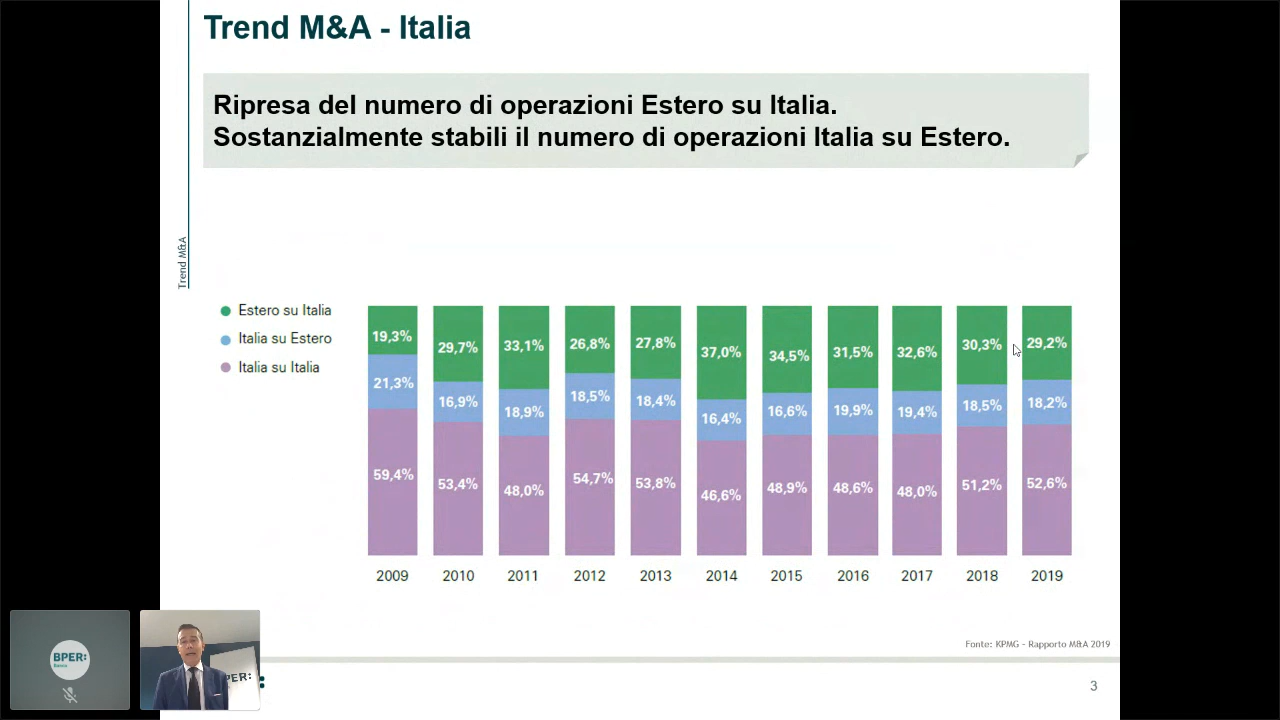 Trend M&A - Italia
Ripresa del numero di operazioni Estero su Italia.
Sostanzialmente stabili il numero di operazioni Italia su Estero.
Trend M&A
Estero su Italia
Italia su Estero
Italia su Italia
19,3% 29,7% 33,1% 26,8% 27,8% 37,0% 34,5% 31,5% 32,6% 30,3% 29,2%
21,3% 16,9% 18,9% 18,5% 18,4% 16,4% 16,6% 19,9% 19,4% 18,5% 18,2%
59,4% 53,4% 48,0% 54,7% 53,8% 46,6% 48,9% 48,6% 48,0% 51,2% 52,6%
2009 2010 2011 2012 2013 2014 2015 2016 2017 2018 2019
Fonte: KPMG - Rapporto M&A 2019
BPER:
Banca
PER:
3